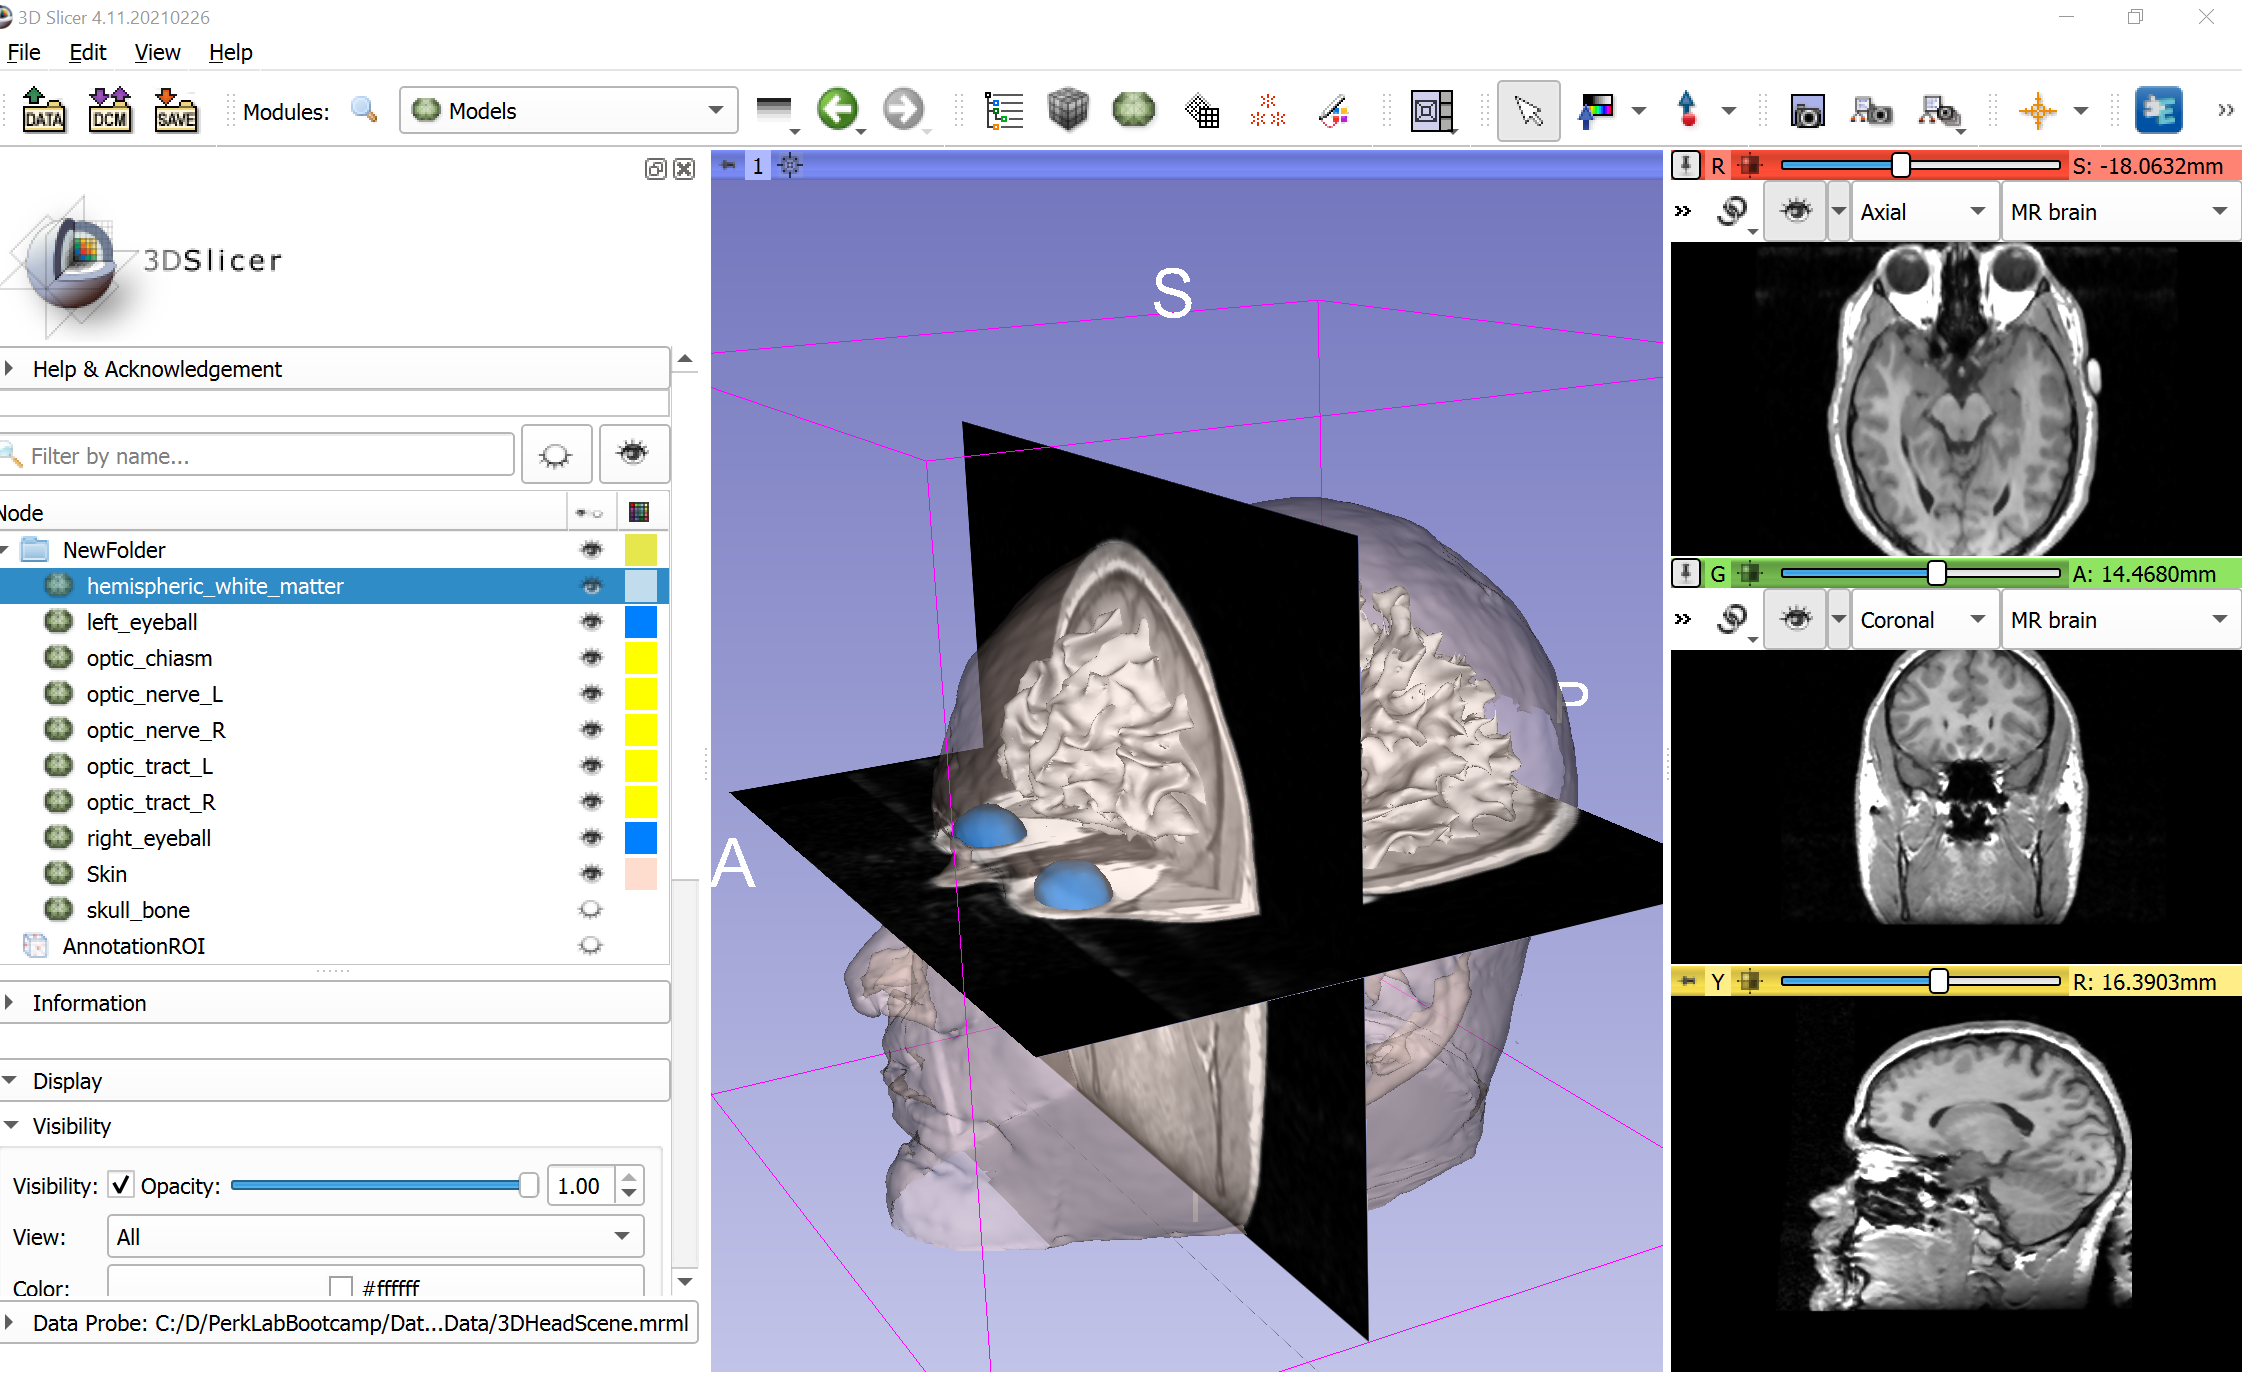 3D Slicer 4.11.20210226
File Edit View Help
DATA DCM SAVE Modules: Models
1
3DSlicer
Help & Acknowledgement
Filter by name...
Node
NewFolder
hemispheric_white_matter
left_eyeball
optic_chiasm
optic_nerve_L
optic_nerve_R
optic_tract_L
optic_tract_R
right_eyeball
Skin
skull_bone
AnnotationROI
Information
Display
Visibility
Visibility: Opacity: 1.00
View: All
Color: #ffffff
Data Probe: C:/D/PerkLabBootcamp/Dat...Data/3DHeadScene.mrml
S
P
A
I
R S: -18.0632mm
Axial MR brain
G A: 14.4680mm
Coronal MR brain
Y R: 16.3903mm